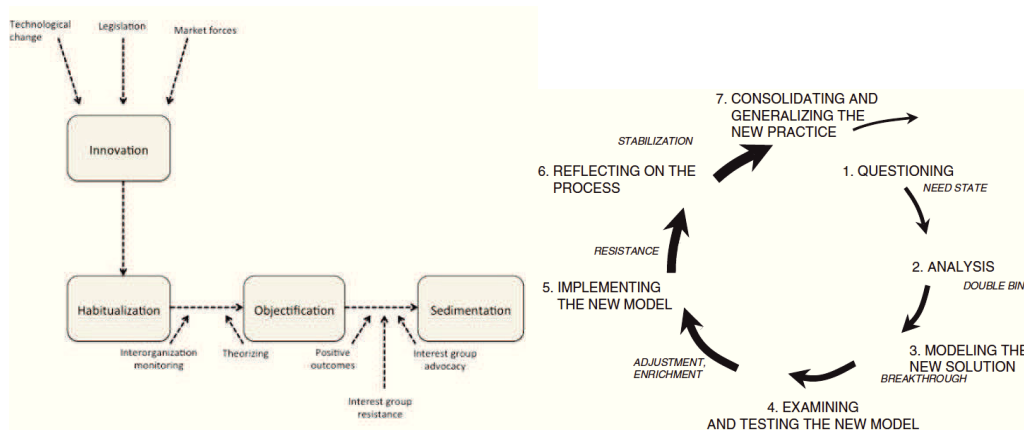 Technological
change
Legislation
Market forces
Innovation
Habitualization
Objectification
Sedimentation
Interorganization
monitoring
Theorizing
Positive
outcomes
Interest group
advocacy
Interest group
resistance
7. CONSOLIDATING AND
GENERALIZING THE
NEW PRACTICE
STABILIZATION
6. REFLECTING ON THE
PROCESS
1. QUESTIONING
NEED STATE
RESISTANCE
2. ANALYSIS
DOUBLE BIN
5. IMPLEMENTING
THE NEW MODEL
3. MODELING THE
NEW SOLUTION
BREAKTHROUGH
ADJUSTMENT,
ENRICHMENT
4. EXAMINING
AND TESTING THE NEW MODEL